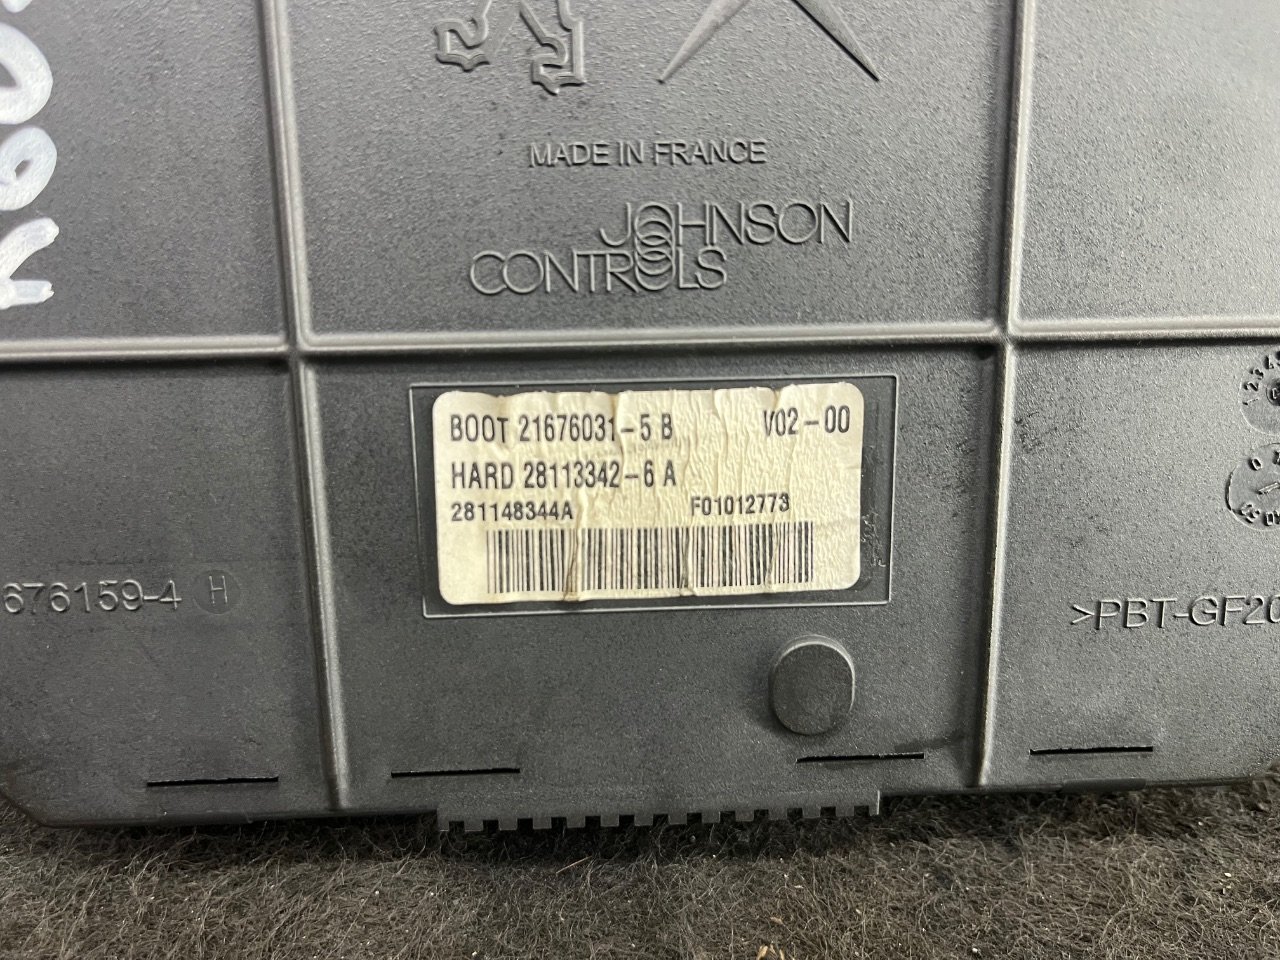 MADE IN FRANCE
JOHNSON
CONTROLS
BOOT 21676031-5 B V02-00
HARD 28113342-6 A
281148344A F01012773
676159-4 H
>PBT-GF20